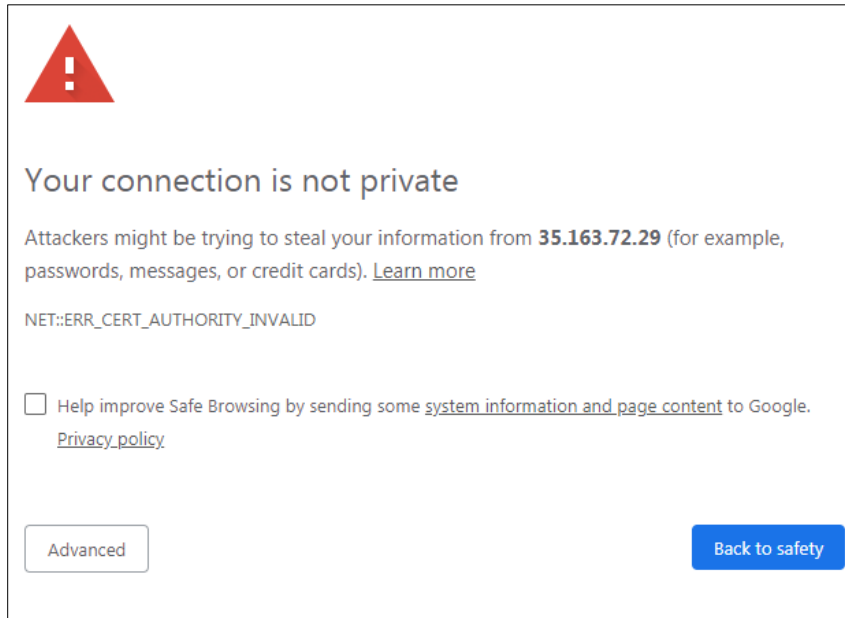 Your connection is not private
Attackers might be trying to steal your information from 35.163.72.29 (for example,
passwords, messages, or credit cards). Learn more
NET::ERR_CERT_AUTHORITY_INVALID
Help improve Safe Browsing by sending some system information and page content to Google.
Privacy policy
Advanced
Back to safety